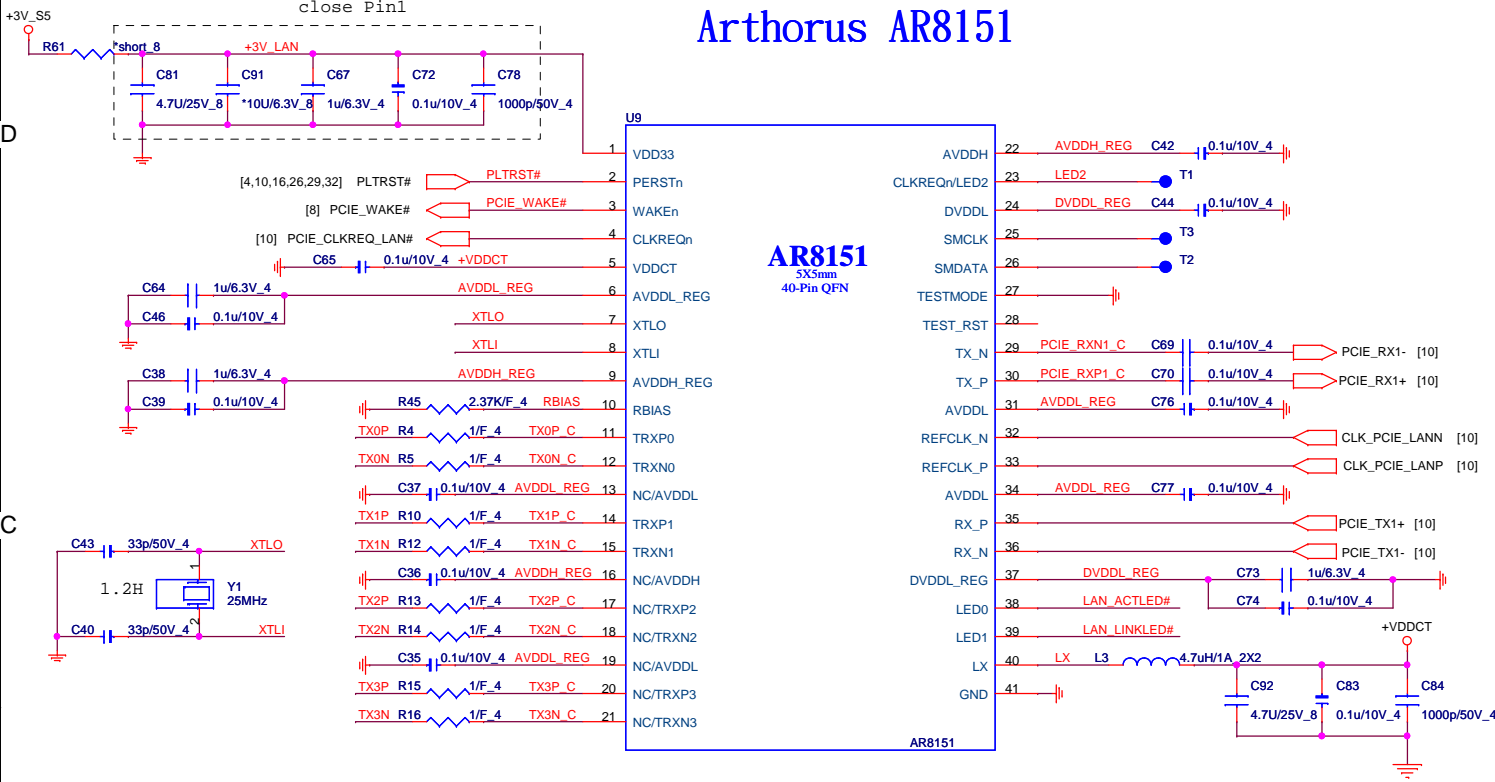 close Pin1
Arthorus AR8151
+3V_S5
R61 *short_8 +3V_LAN
C81 C91 C67 C72 C78
4.7U/25V_8 *10U/6.3V_8 1u/6.3V_4 0.1u/10V_4 1000p/50V_4
D
C
U9
AR8151
5X5mm
40-Pin QFN
AR8151
1 VDD33
[4,10,16,26,29,32] PLTRST# PLTRST# 2 PERSTn
[8] PCIE_WAKE# PCIE_WAKE# 3 WAKEn
[10] PCIE_CLKREQ_LAN# 4 CLKREQn
C65 0.1u/10V_4 +VDDCT 5 VDDCT
C64 1u/6.3V_4 AVDDL_REG 6 AVDDL_REG
C46 0.1u/10V_4 XTLO 7 XTLO
XTLI 8 XTLI
C38 1u/6.3V_4 AVDDH_REG 9 AVDDH_REG
C39 0.1u/10V_4
R45 2.37K/F_4 RBIAS 10 RBIAS
TX0P R4 1/F_4 TX0P_C 11 TRXP0
TX0N R5 1/F_4 TX0N_C 12 TRXN0
C37 0.1u/10V_4 AVDDL_REG 13 NC/AVDDL
TX1P R10 1/F_4 TX1P_C 14 TRXP1
TX1N R12 1/F_4 TX1N_C 15 TRXN1
C36 0.1u/10V_4 AVDDH_REG 16 NC/AVDDH
TX2P R13 1/F_4 TX2P_C 17 NC/TRXP2
TX2N R14 1/F_4 TX2N_C 18 NC/TRXN2
C35 0.1u/10V_4 AVDDL_REG 19 NC/AVDDL
TX3P R15 1/F_4 TX3P_C 20 NC/TRXP3
TX3N R16 1/F_4 TX3N_C 21 NC/TRXN3
C43 33p/50V_4 XTLO
1
1.2H
Y1
25MHz
2
C40 33p/50V_4 XTLI
AVDDH 22 AVDDH_REG C42 0.1u/10V_4
CLKREQn/LED2 23 LED2 T1
DVDDL 24 DVDDL_REG C44 0.1u/10V_4
SMCLK 25 T3
SMDATA 26 T2
TESTMODE 27
TEST_RST 28
TX_N 29 PCIE_RXN1_C C69 0.1u/10V_4 PCIE_RX1- [10]
TX_P 30 PCIE_RXP1_C C70 0.1u/10V_4 PCIE_RX1+ [10]
AVDDL 31 AVDDL_REG C76 0.1u/10V_4
REFCLK_N 32 CLK_PCIE_LANN [10]
REFCLK_P 33 CLK_PCIE_LANP [10]
AVDDL 34 AVDDL_REG C77 0.1u/10V_4
RX_P 35 PCIE_TX1+ [10]
RX_N 36 PCIE_TX1- [10]
DVDDL_REG 37 DVDDL_REG C73 1u/6.3V_4
LED0 38 LAN_ACTLED# C74 0.1u/10V_4
LED1 39 LAN_LINKLED# +VDDCT
LX 40 LX L3 4.7uH/1A_2X2
GND 41
C92 C83 C84
4.7U/25V_8 0.1u/10V_4 1000p/50V_4